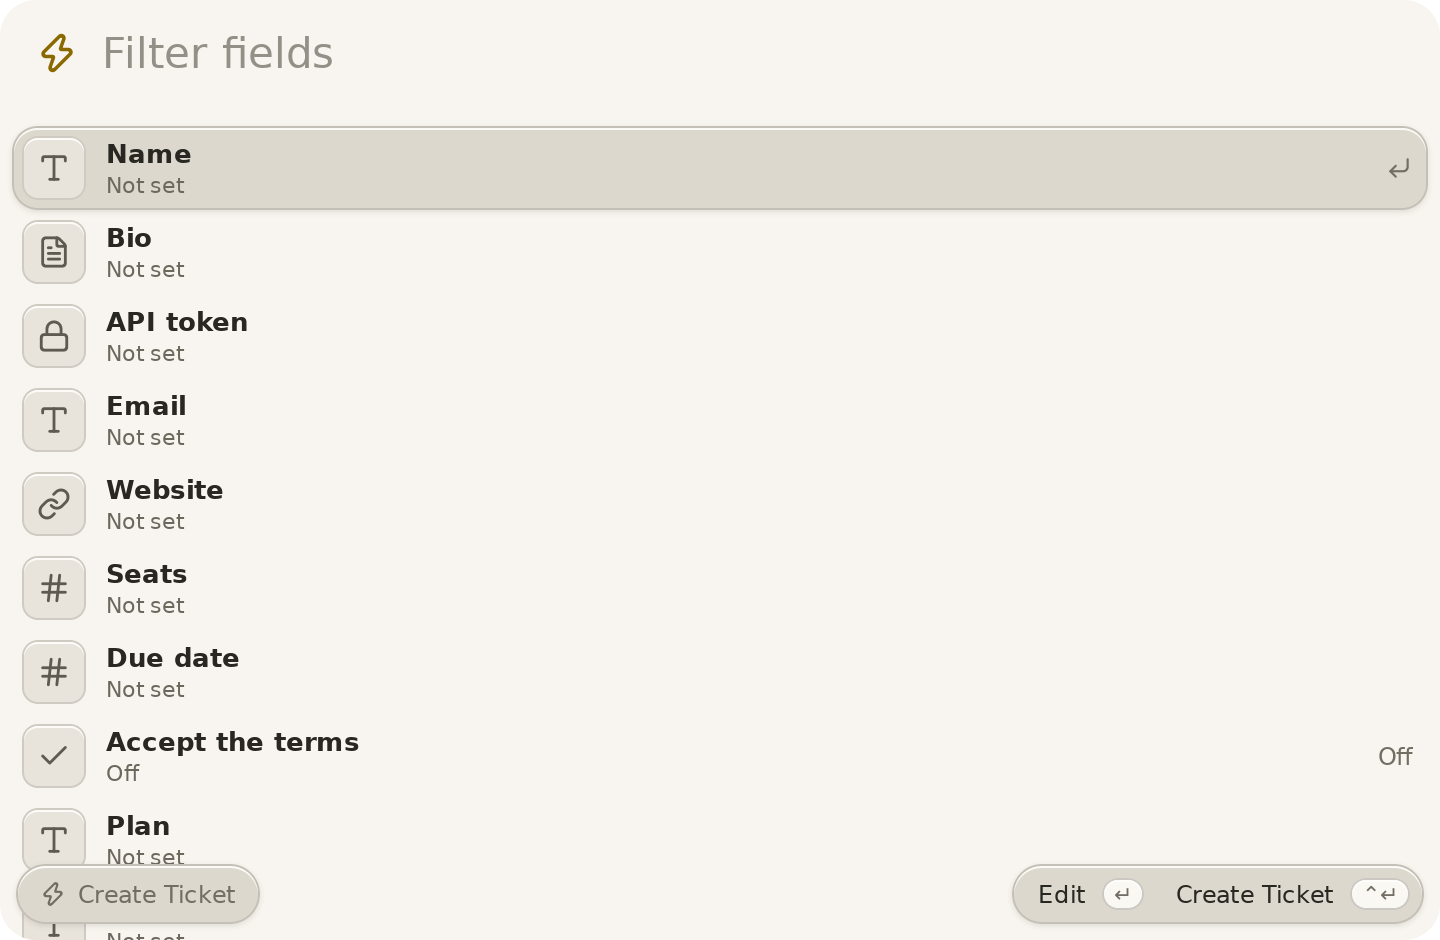 Filter fields
Name
Not set
Bio
Not set
API token
Not set
Email
Not set
Website
Not set
Seats
Not set
Due date
Not set
Accept the terms
Off
Off
Plan
Not set
Create Ticket
Edit
Create Ticket
Not set